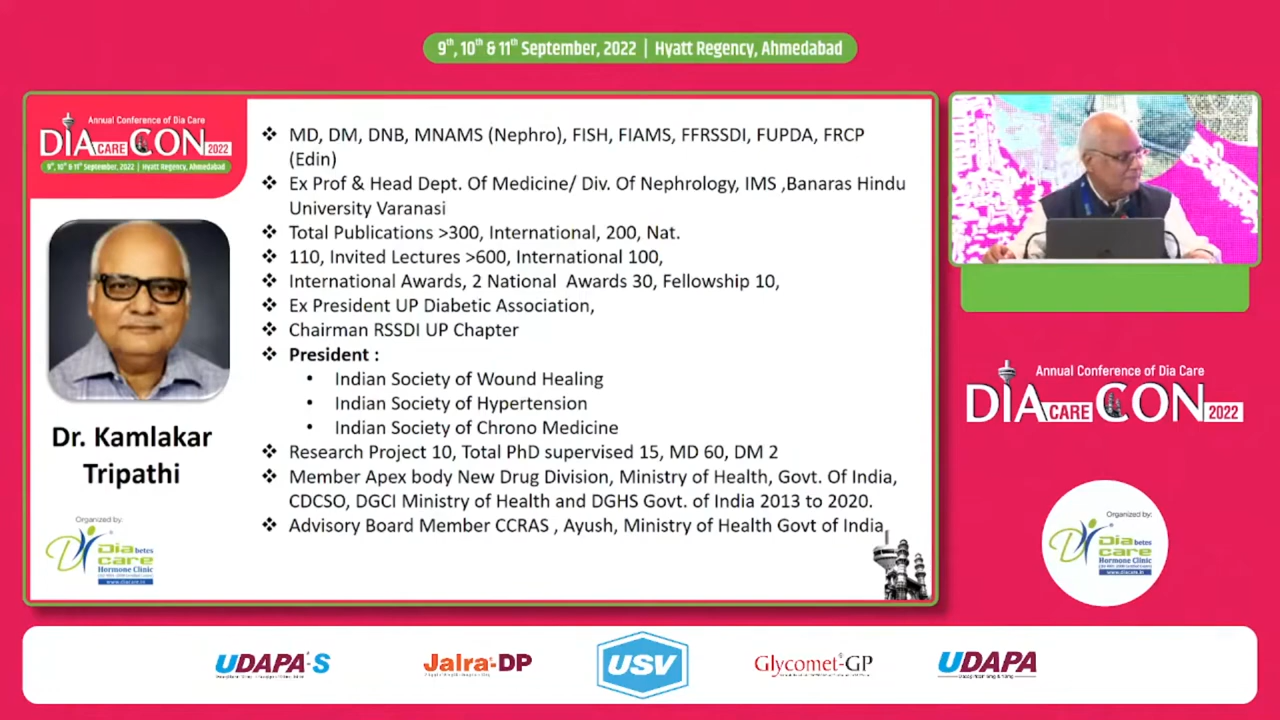 9th, 10th & 11th September, 2022 | Hyatt Regency, Ahmedabad
Annual Conference of Dia Care
DIA CARE CON 2022
9th, 10th & 11th September, 2022 | Hyatt Regency, Ahmedabad
Dr. Kamlakar
Tripathi
Organized by:
Diabetes
care
Hormone Clinic
www.diacare.in
❖ MD, DM, DNB, MNAMS (Nephro), FISH, FIAMS, FFRSSDI, FUPDA, FRCP
(Edin)
❖ Ex Prof & Head Dept. Of Medicine/ Div. Of Nephrology, IMS ,Banaras Hindu
University Varanasi
❖ Total Publications >300, International, 200, Nat.
❖ 110, Invited Lectures >600, International 100,
❖ International Awards, 2 National Awards 30, Fellowship 10,
❖ Ex President UP Diabetic Association,
❖ Chairman RSSDI UP Chapter
❖ President :
• Indian Society of Wound Healing
• Indian Society of Hypertension
• Indian Society of Chrono Medicine
❖ Research Project 10, Total PhD supervised 15, MD 60, DM 2
❖ Member Apex body New Drug Division, Ministry of Health, Govt. Of India,
CDCSO, DGCI Ministry of Health and DGHS Govt. of India 2013 to 2020.
❖ Advisory Board Member CCRAS , Ayush, Ministry of Health Govt of India
Annual Conference of Dia Care
DIA CARE CON 2022
Organized by:
Diabetes
care
Hormone Clinic
www.diacare.in
UDAPA-S
Jalra-DP
USV
Glycomet-GP
UDAPA